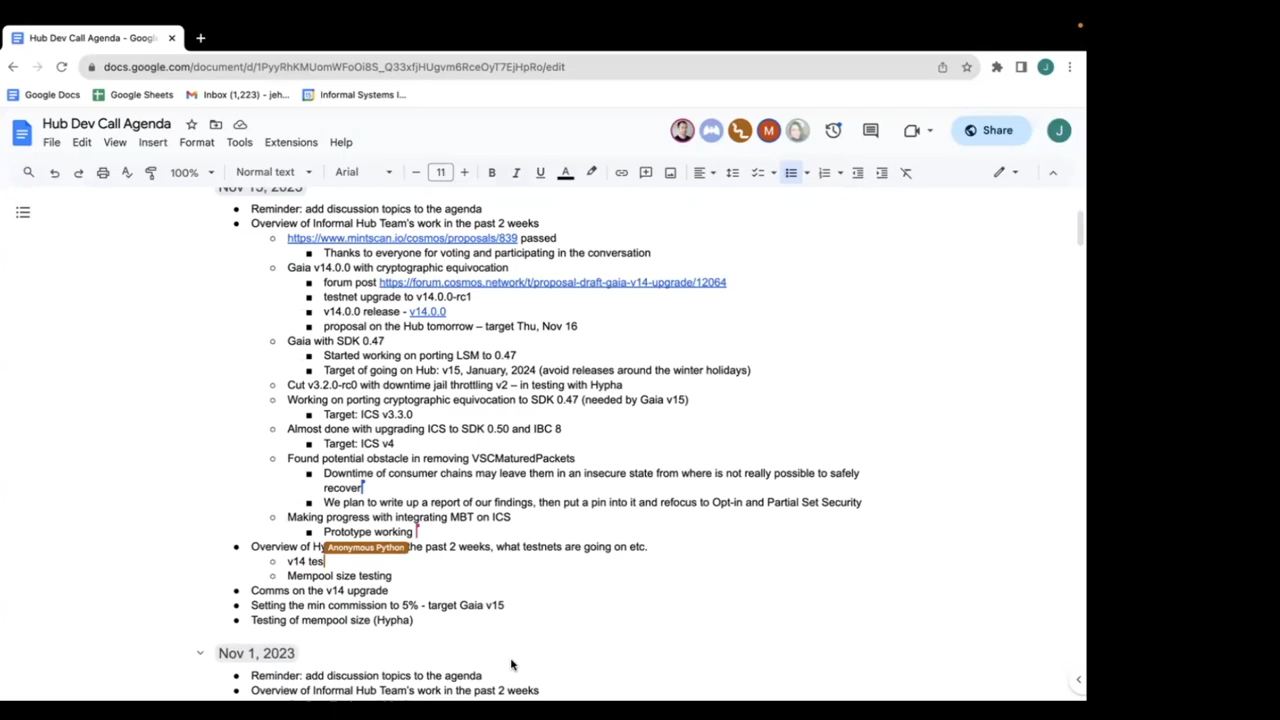 Hub Dev Call Agenda - Googl
docs.google.com/document/d/1PyyRhKMUomWFoOi8S_Q33xfjHUgvm6RceOyT7EjHpRo/edit
J
Google Docs
Google Sheets
Inbox (1,223) - jeh...
Informal Systems I...
Hub Dev Call Agenda
M
Share
J
File Edit View Insert Format Tools Extensions Help
100% Normal text Arial 11 B I U A
Nov 15, 2023
Reminder: add discussion topics to the agenda
Overview of Informal Hub Team's work in the past 2 weeks
https://www.mintscan.io/cosmos/proposals/839 passed
Thanks to everyone for voting and participating in the conversation
Gaia v14.0.0 with cryptographic equivocation
forum post https://forum.cosmos.network/t/proposal-draft-gaia-v14-upgrade/12064
testnet upgrade to v14.0.0-rc1
v14.0.0 release - v14.0.0
proposal on the Hub tomorrow – target Thu, Nov 16
Gaia with SDK 0.47
Started working on porting LSM to 0.47
Target of going on Hub: v15, January, 2024 (avoid releases around the winter holidays)
Cut v3.2.0-rc0 with downtime jail throttling v2 – in testing with Hypha
Working on porting cryptographic equivocation to SDK 0.47 (needed by Gaia v15)
Target: ICS v3.3.0
Almost done with upgrading ICS to SDK 0.50 and IBC 8
Target: ICS v4
Found potential obstacle in removing VSCMaturedPackets
Downtime of consumer chains may leave them in an insecure state from where is not really possible to safely
recover
We plan to write up a report of our findings, then put a pin into it and refocus to Opt-in and Partial Set Security
Making progress with integrating MBT on ICS
Prototype working
Overview of Hy Anonymous Python the past 2 weeks, what testnets are going on etc.
v14 tes
Mempool size testing
Comms on the v14 upgrade
Setting the min commission to 5% - target Gaia v15
Testing of mempool size (Hypha)
Nov 1, 2023
Reminder: add discussion topics to the agenda
Overview of Informal Hub Team's work in the past 2 weeks